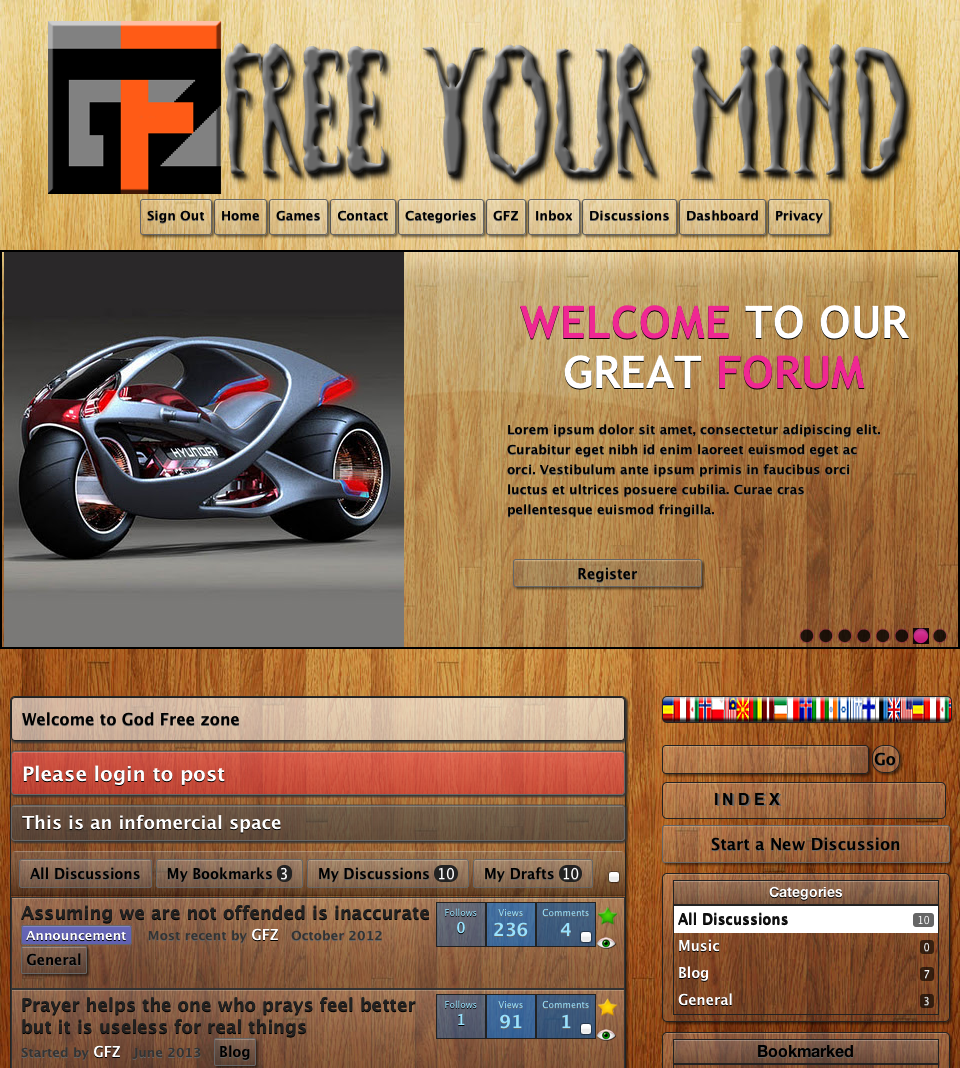 GFZ FREE YOUR MIND
Sign Out Home Games Contact Categories GFZ Inbox Discussions Dashboard Privacy
WELCOME TO OUR
GREAT FORUM
Lorem ipsum dolor sit amet, consectetur adipiscing elit.
Curabitur eget nibh id enim laoreet euismod eget ac
orci. Vestibulum ante ipsum primis in faucibus orci
luctus et ultrices posuere cubilia. Curae cras
pellentesque euismod fringilla.
HYUNDAI
Register
Welcome to God Free zone
Please login to post
This is an infomercial space
All Discussions My Bookmarks 3 My Discussions 10 My Drafts 10
Assuming we are not offended is inaccurate
Follows Views Comments
0 236 4
Announcement Most recent by GFZ October 2012
General
Prayer helps the one who prays feel better
but it is useless for real things
Follows Views Comments
1 91 1
Started by GFZ June 2013 Blog
Go
INDEX
Start a New Discussion
Categories
All Discussions 10
Music 0
Blog 7
General 3
Bookmarked